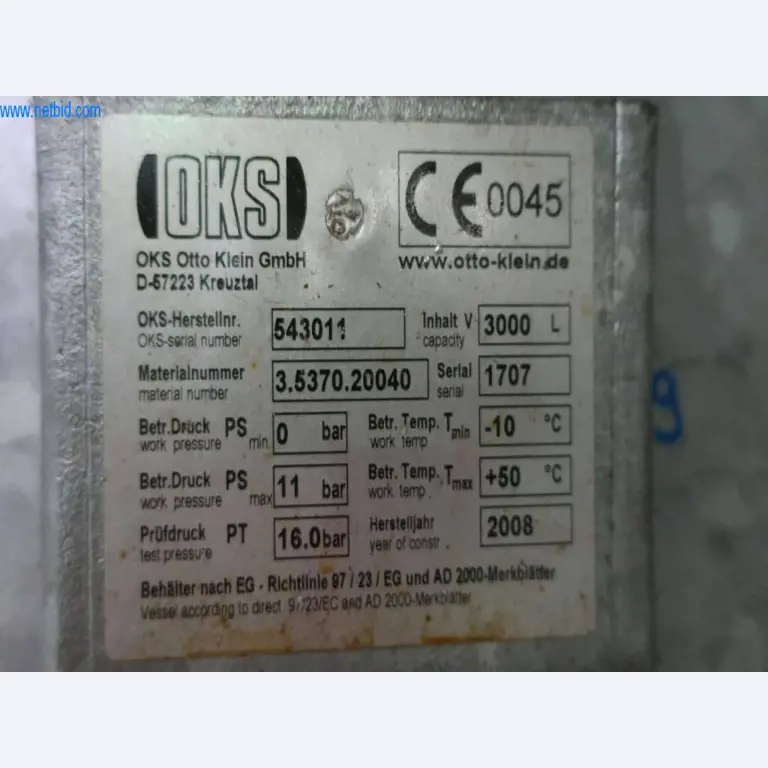 www.netbid.com
OKS
CE 0045
OKS Otto Klein GmbH
D-57223 Kreuztal
www.otto-klein.de
OKS-Herstellnr. 543011 Inhalt V 3000 L
OKS-serial number capacity
Materialnummer 3.5370.20040 Serial 1707
material number serial
Betr.Druck PS min 0 bar Betr. Temp. Tmin -10 °C
work pressure work temp
Betr.Druck PS max 11 bar Betr. Temp. Tmax +50 °C
work pressure work temp.
Prüfdruck PT 16.0bar Herstelljahr 2008
test pressure year of constr.
Behälter nach EG - Richtlinie 97 / 23 / EG und AD 2000-Merkblätter
Vessel according to direct. 97/23/EC and AD 2000-Merkblätter
9